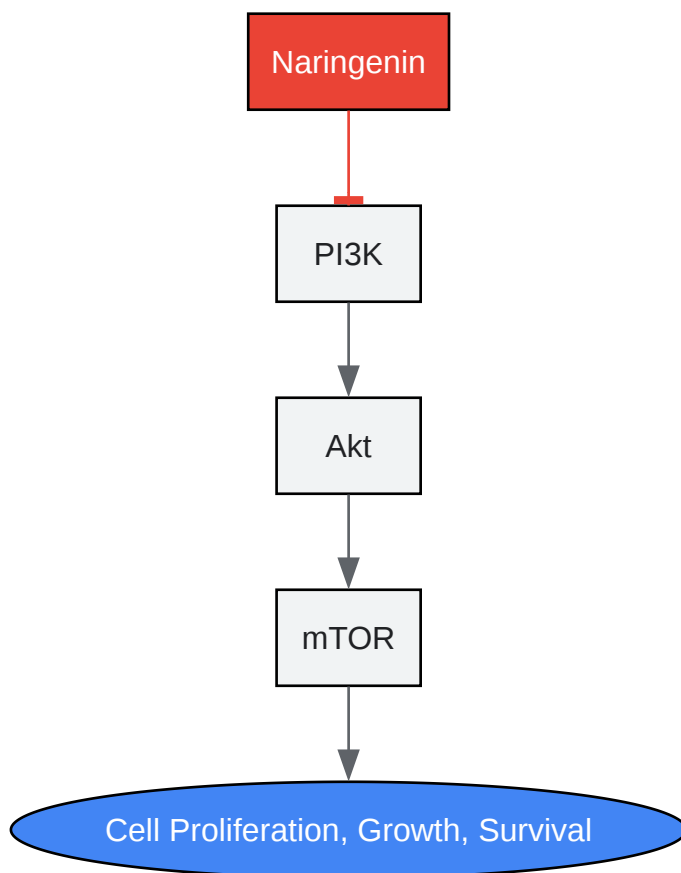 Naringenin
PI3K
Akt
mTOR
Cell Proliferation, Growth, Survival